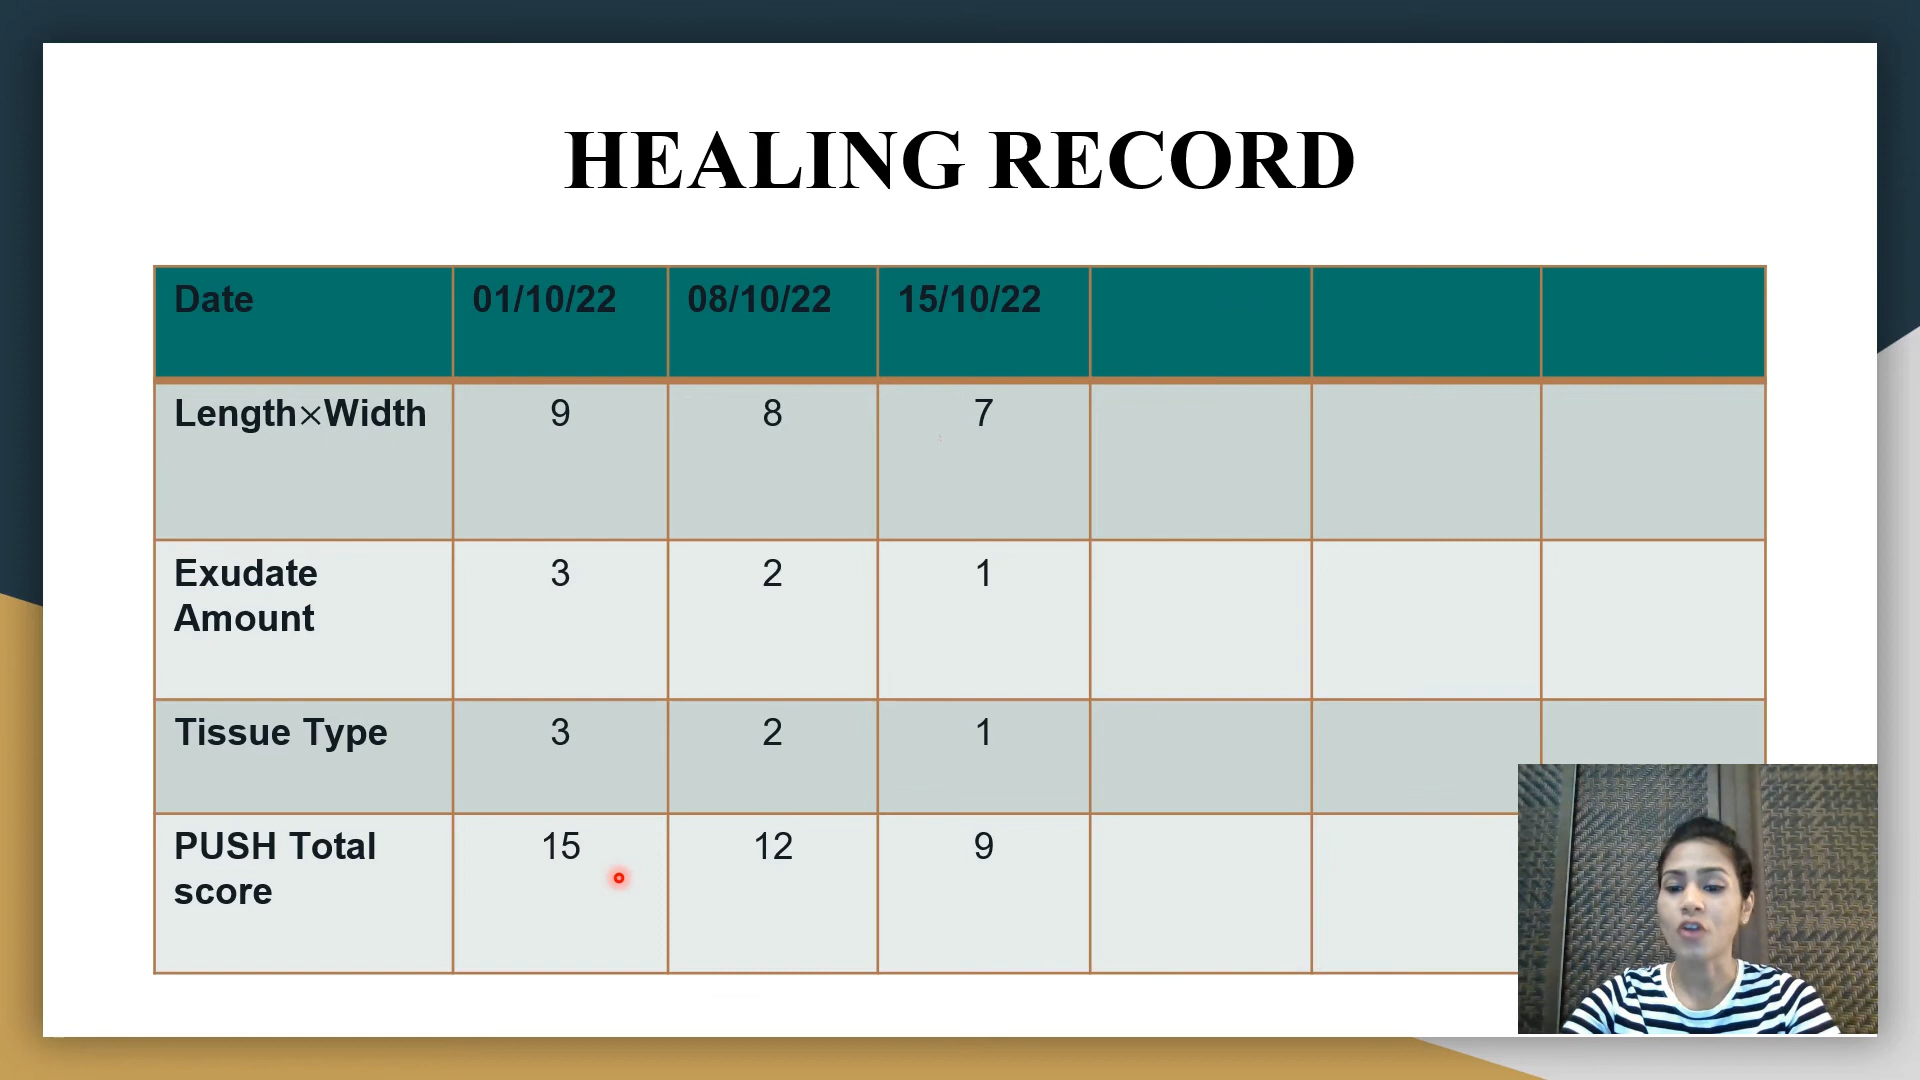 HEALING RECORD
Date 01/10/22 08/10/22 15/10/22
Length×Width 9 8 7
Exudate 3 2 1
Amount
Tissue Type 3 2 1
PUSH Total 15 12 9
score